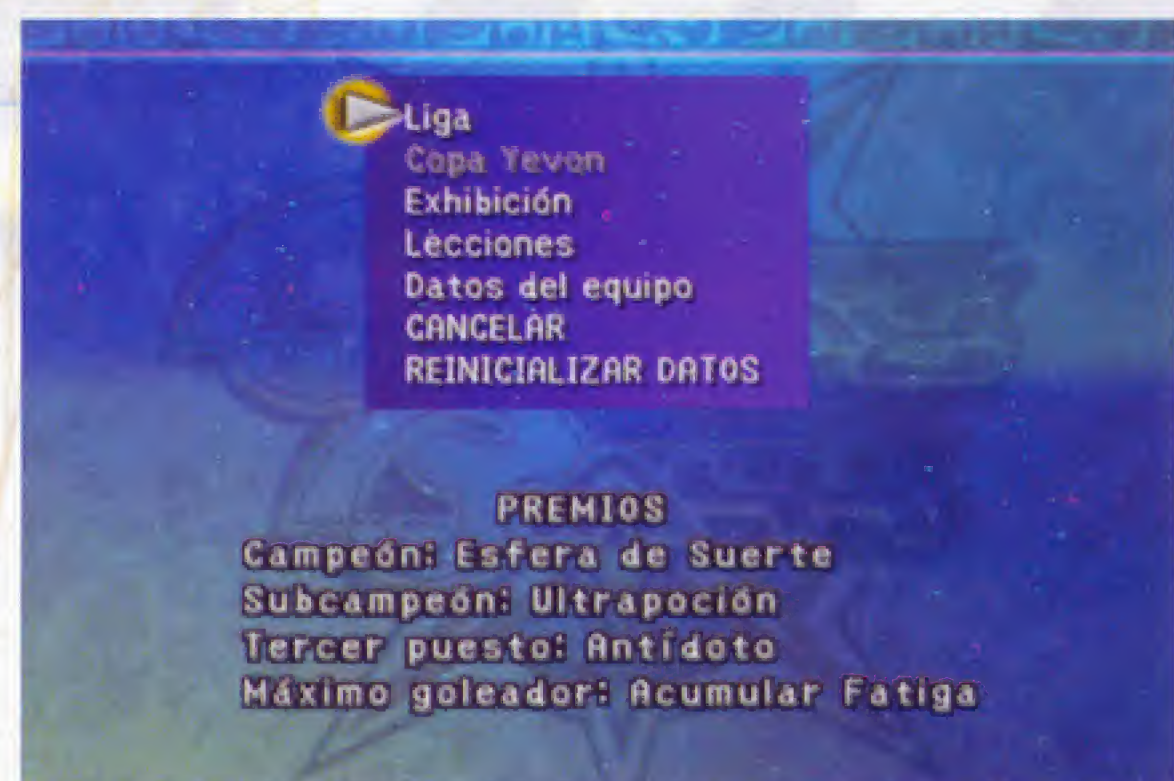 Liga
Copa Yevon
Exhibición
Lecciones
Datos del equipo
CANCELAR
REINICIALIZAR DATOS
PREMIOS
Campeón: Esfera de Suerte
Subcampeón: Ultrapoción
Tercer puesto: Antídoto
Máximo goleador: Acumular Fatiga